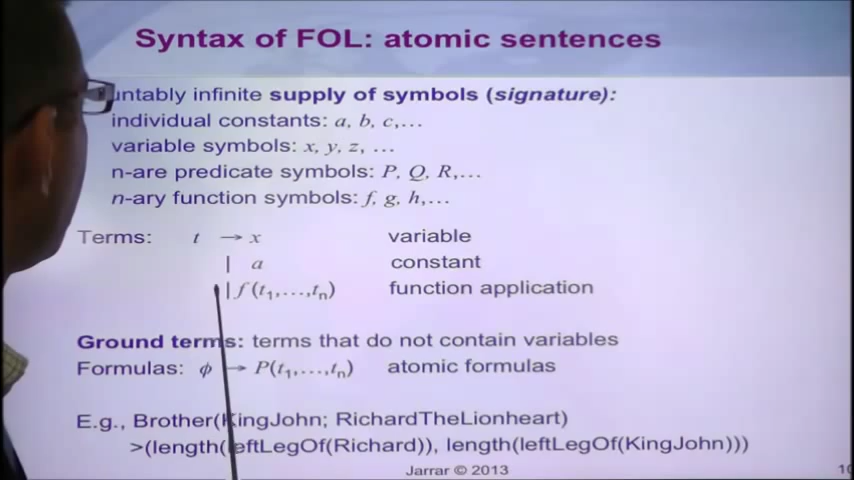 Syntax of FOL: atomic sentences
untably infinite supply of symbols (signature):
individual constants: a, b, c,…
variable symbols: x, y, z, …
n-are predicate symbols: P, Q, R,…
n-ary function symbols: f, g, h,…
Terms: t → x variable
| a constant
| f (t1,…,tn) function application
Ground terms: terms that do not contain variables
Formulas: ϕ → P(t1,…,tn) atomic formulas
E.g., Brother(KingJohn; RichardTheLionheart)
>(length(leftLegOf(Richard)), length(leftLegOf(KingJohn)))
Jarrar © 2013